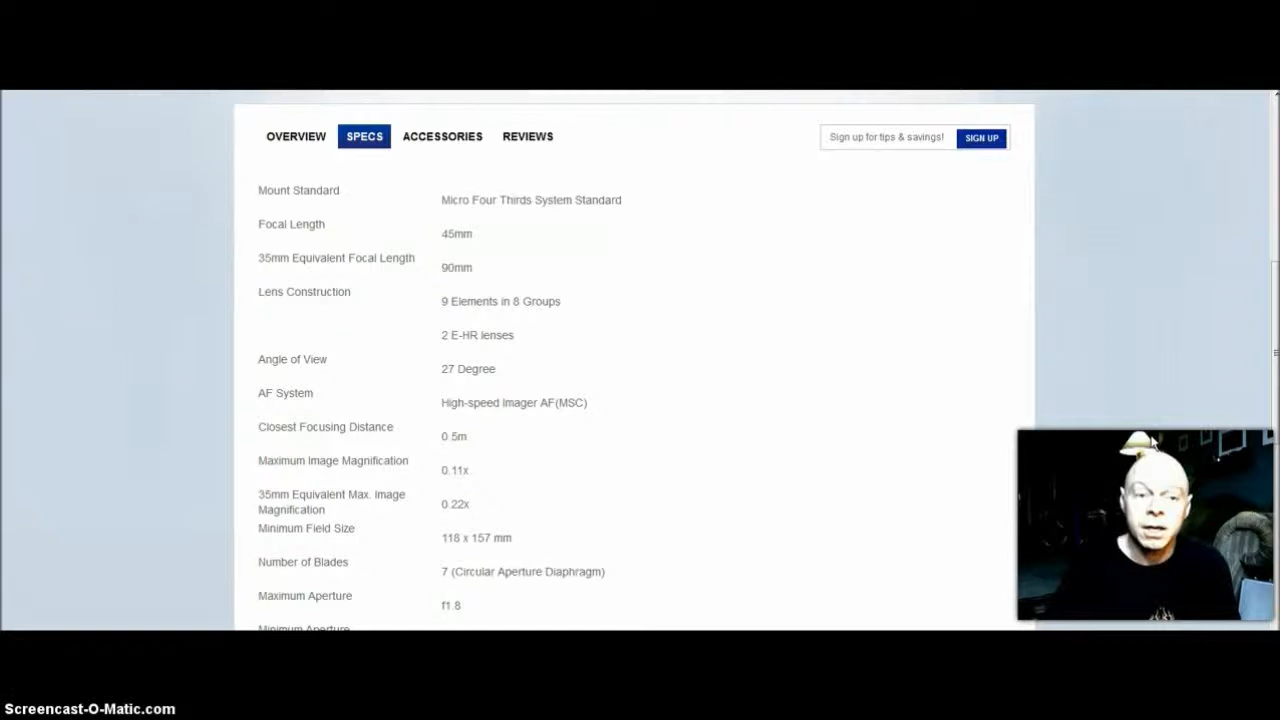 OVERVIEW SPECS ACCESSORIES REVIEWS Sign up for tips & savings! SIGN UP
Mount Standard
Micro Four Thirds System Standard
Focal Length
45mm
35mm Equivalent Focal Length
90mm
Lens Construction
9 Elements in 8 Groups
2 E-HR lenses
Angle of View
27 Degree
AF System
High-speed Imager AF(MSC)
Closest Focusing Distance
0.5m
Maximum Image Magnification
0.11x
35mm Equivalent Max. Image
Magnification
0.22x
Minimum Field Size
118 x 157 mm
Number of Blades
7 (Circular Aperture Diaphragm)
Maximum Aperture
f1.8
Minimum Aperture
Screencast-O-Matic.com